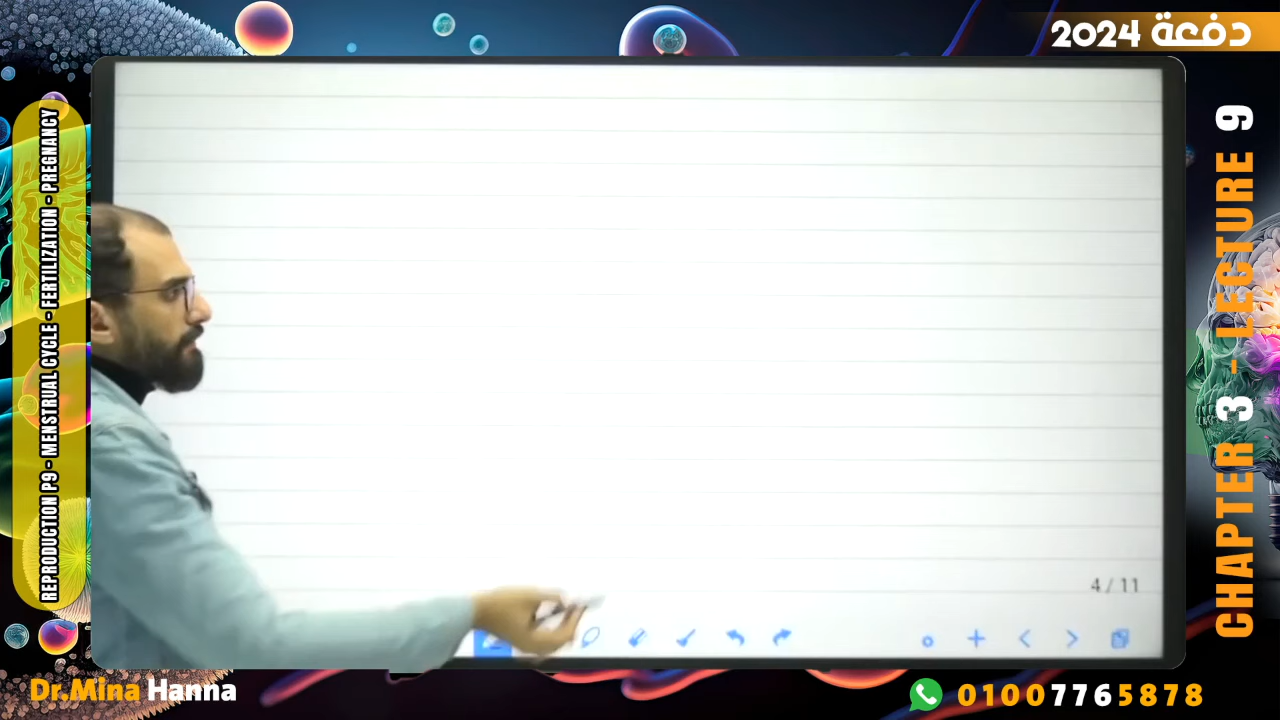 دفعة 2024
REPRODUCTION P9 - MENSTRUAL CYCLE - FERTILIZATION - PREGNANCY
CHAPTER 3 - LECTURE 9
4 / 11
Dr.Mina Hanna
01007765878